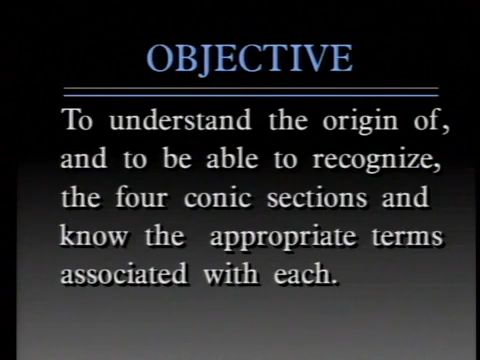 OBJECTIVE
To understand the origin of,
and to be able to recognize,
the four conic sections and
know the appropriate terms
associated with each.